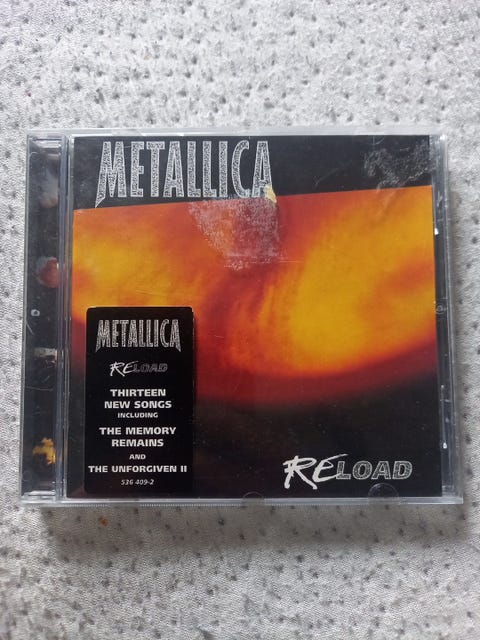 METALLICA
METALLICA
RELOAD
THIRTEEN
NEW SONGS
INCLUDING
THE MEMORY
REMAINS
AND
THE UNFORGIVEN II
536 409-2
RELOAD